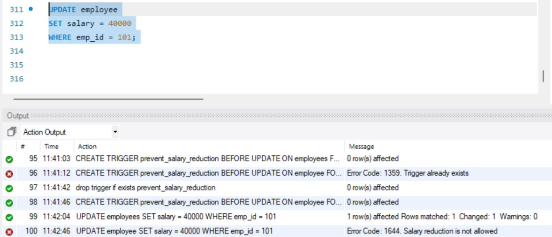 311 UPDATE employee
312 SET salary = 40000
313 WHERE emp_id = 101;
314
315
316
Output
Action Output
# Time Action Message
95 11:41:03 CREATE TRIGGER prevent_salary_reduction BEFORE UPDATE ON employees F... 0 row(s) affected
96 11:41:12 CREATE TRIGGER prevent_salary_reduction BEFORE UPDATE ON employee FO... Error Code: 1359. Trigger already exists
97 11:41:42 drop trigger if exists prevent_salary_reduction 0 row(s) affected
98 11:41:46 CREATE TRIGGER prevent_salary_reduction BEFORE UPDATE ON employee FO... 0 row(s) affected
99 11:42:04 UPDATE employees SET salary = 40000 WHERE emp_id = 101 1 row(s) affected Rows matched: 1 Changed: 1 Warnings: 0
100 11:42:46 UPDATE employee SET salary = 40000 WHERE emp_id = 101 Error Code: 1644. Salary reduction is not allowed